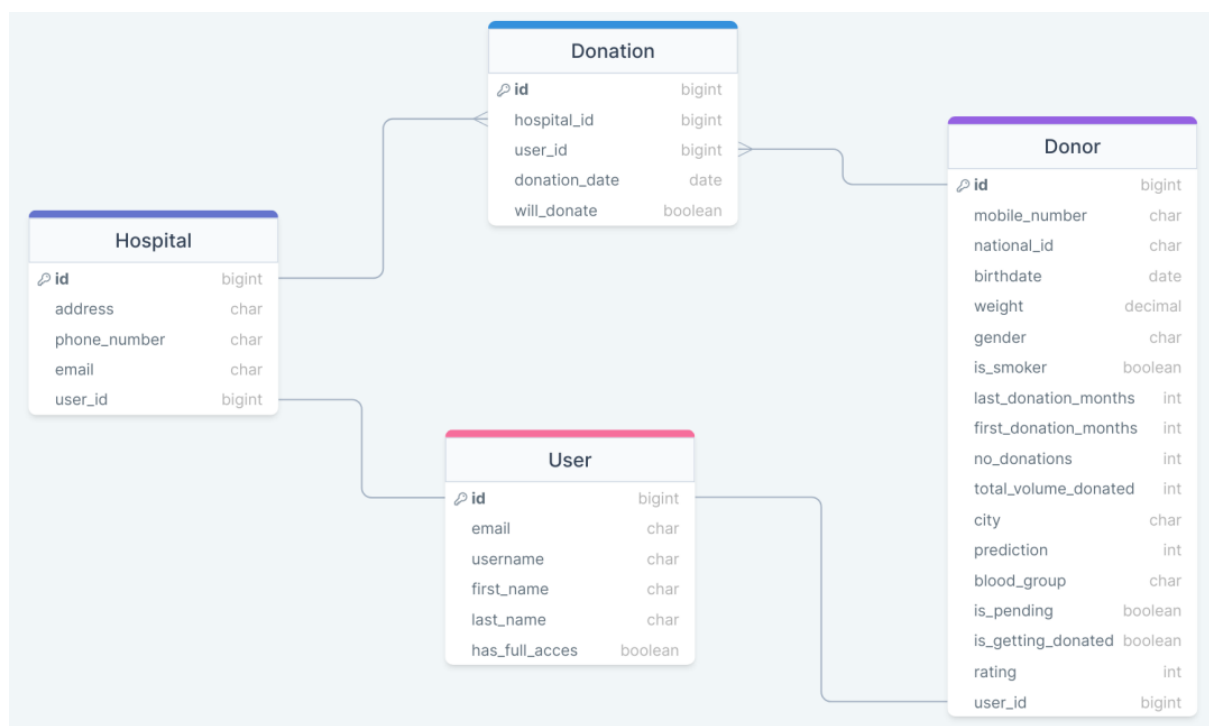 Donation
id bigint
hospital_id bigint
user_id bigint
donation_date date
will_donate boolean
Donor
id bigint
mobile_number char
national_id char
birthdate date
weight decimal
gender char
is_smoker boolean
last_donation_months int
first_donation_months int
no_donations int
total_volume_donated int
city char
prediction int
blood_group char
is_pending boolean
is_getting_donated boolean
rating int
user_id bigint
Hospital
id bigint
address char
phone_number char
email char
user_id bigint
User
id bigint
email char
username char
first_name char
last_name char
has_full_acces boolean